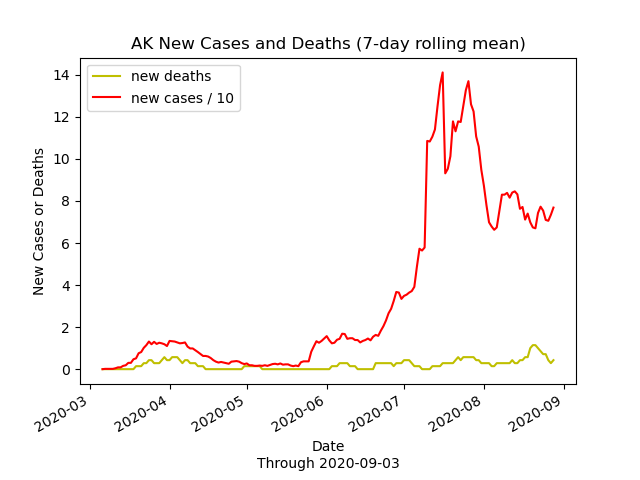 AK New Cases and Deaths (7-day rolling mean)
new deaths
new cases / 10
New Cases or Deaths
14
12
10
8
6
4
2
0
2020-03
2020-04
2020-05
2020-06
2020-07
2020-08
2020-09
Date
Through 2020-09-03